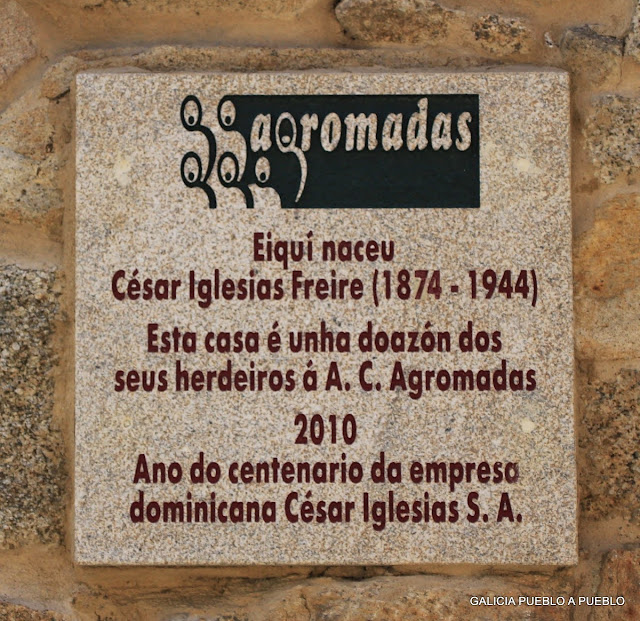 agromadas
Eiquí naceu
César Iglesias Freire (1874 - 1944)
Esta casa é unha doazón dos
seus herdeiros á A. C. Agromadas
2010
Ano do centenario da empresa
dominicana César Iglesias S. A.
GALICIA PUEBLO A PUEBLO